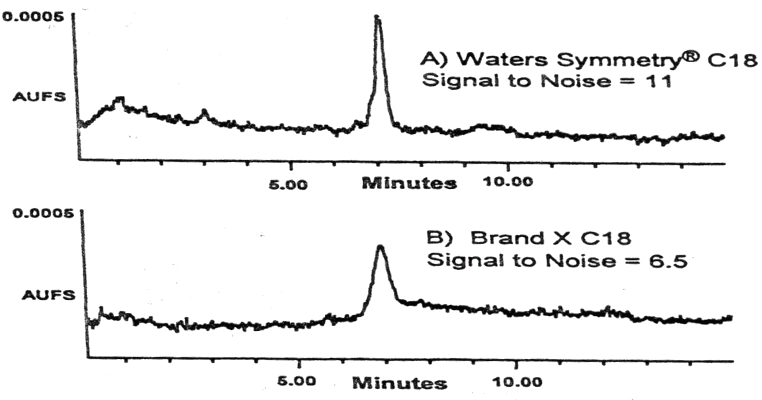 0.0005
A) Waters Symmetry® C18
Signal to Noise = 11
AUFS
5.00 Minutes 10.00
0.0005
B) Brand X C18
Signal to Noise = 6.5
AUFS
5.00 Minutes 10.00